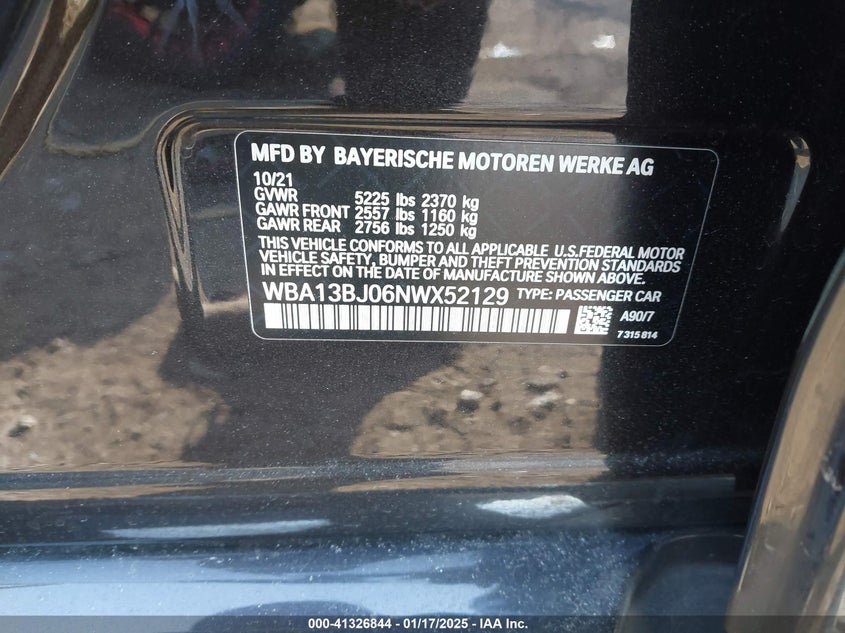 MFD BY BAYERISCHE MOTOREN WERKE AG
10/21
GVWR 5225 lbs 2370 kg
GAWR FRONT 2557 lbs 1160 kg
GAWR REAR 2756 lbs 1250 kg
THIS VEHICLE CONFORMS TO ALL APPLICABLE U.S.FEDERAL MOTOR
VEHICLE SAFETY, BUMPER AND THEFT PREVENTION STANDARDS
IN EFFECT ON THE DATE OF MANUFACTURE SHOWN ABOVE.
WBA13BJ06NWX52129 TYPE: PASSENGER CAR
A90/7
7315814
000-41326844 - 01/17/2025 - IAA Inc.